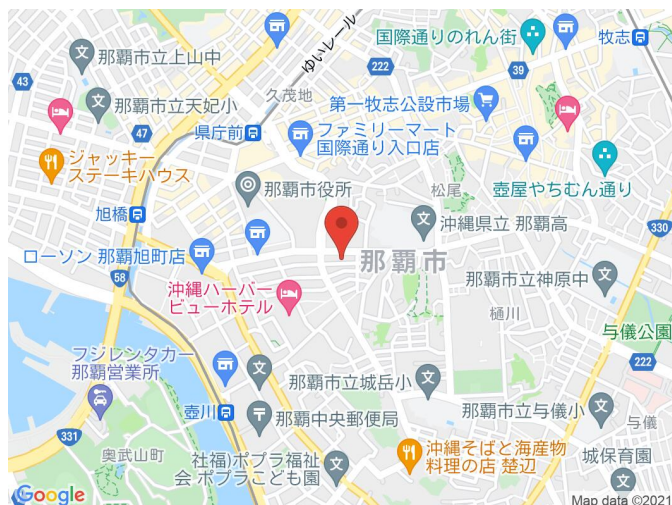 国際通りのれん街
牧志
那覇市立上山中
ゆいレール
222
39
43
久茂地
第一牧志公設市場
那覇市立天妃小
47
県庁前
ファミリーマート
国際通り入口店
ジャッキー
ステーキハウス
那覇市役所
松尾
壺屋やちむん通り
旭橋
沖縄県立 那覇高
330
ローソン 那覇旭町店
那覇市
58
沖縄ハーバー
ビューホテル
那覇市立神原中
樋川
与儀公園
フジレンタカー
那覇営業所
222
那覇市立城岳小
壺川
那覇中央郵便局
那覇市立与儀小
与儀
331
奥武山町
社福)ポプラ福祉
会 ポプラこども園
沖縄そばと海産物
料理の店 楚辺
城保育園
Google
Map data ©2021